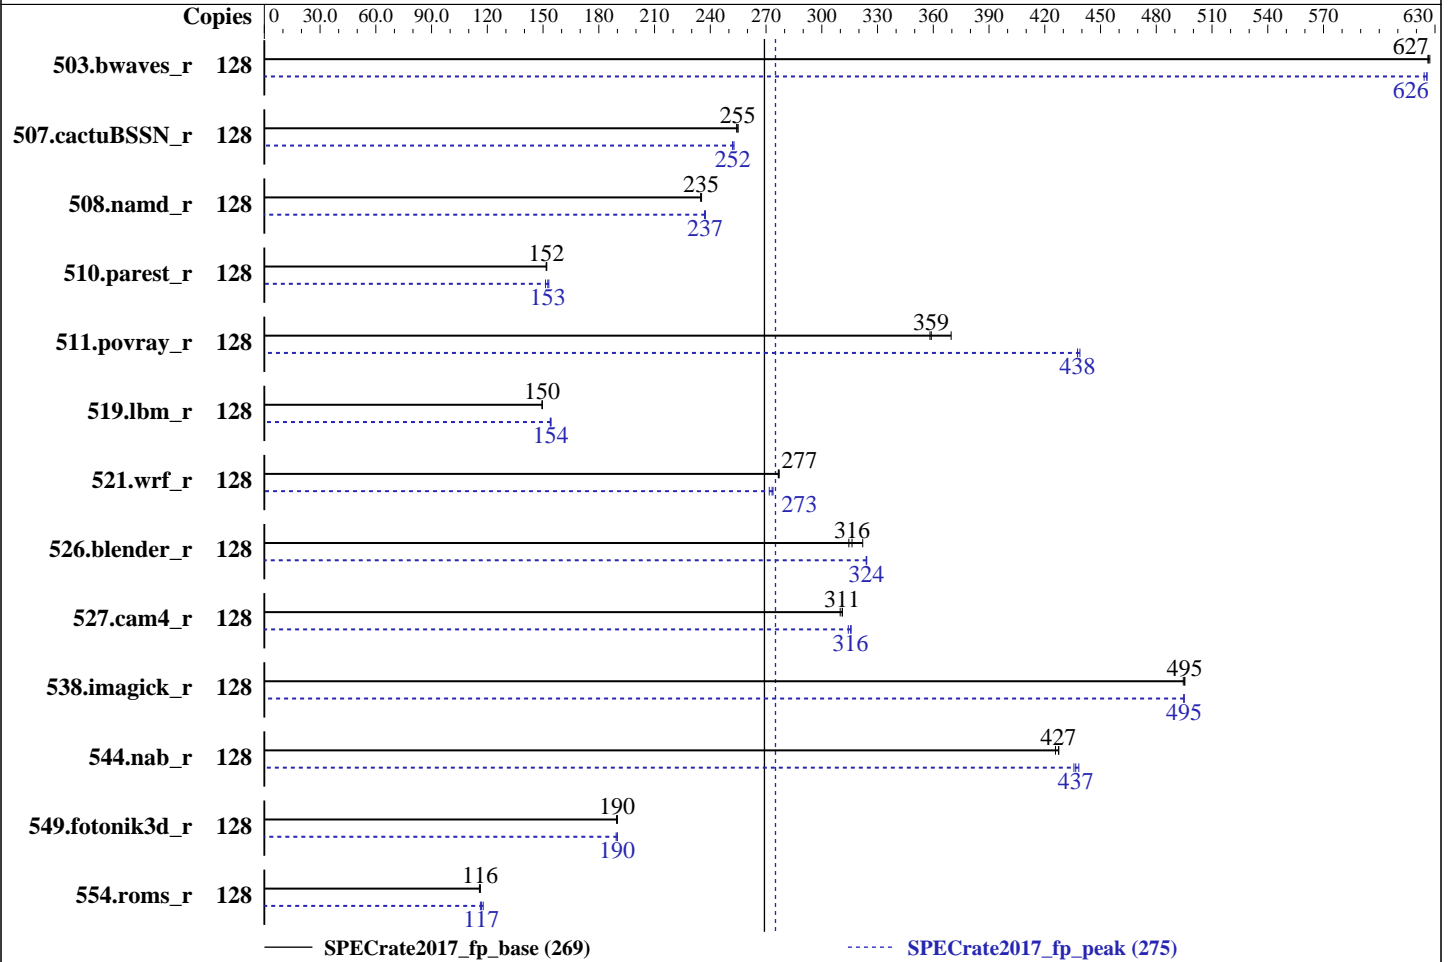 Copies 0 30.0 60.0 90.0 120 150 180 210 240 270 300 330 360 390 420 450 480 510 540 570 630
627
503.bwaves_r 128
626
255
507.cactuBSSN_r 128
252
235
508.namd_r 128
237
152
510.parest_r 128
153
359
511.povray_r 128
438
150
519.lbm_r 128
154
277
521.wrf_r 128
273
316
526.blender_r 128
324
311
527.cam4_r 128
316
495
538.imagick_r 128
495
427
544.nab_r 128
437
190
549.fotonik3d_r 128
190
116
554.roms_r 128
117
SPECrate2017_fp_base (269) SPECrate2017_fp_peak (275)